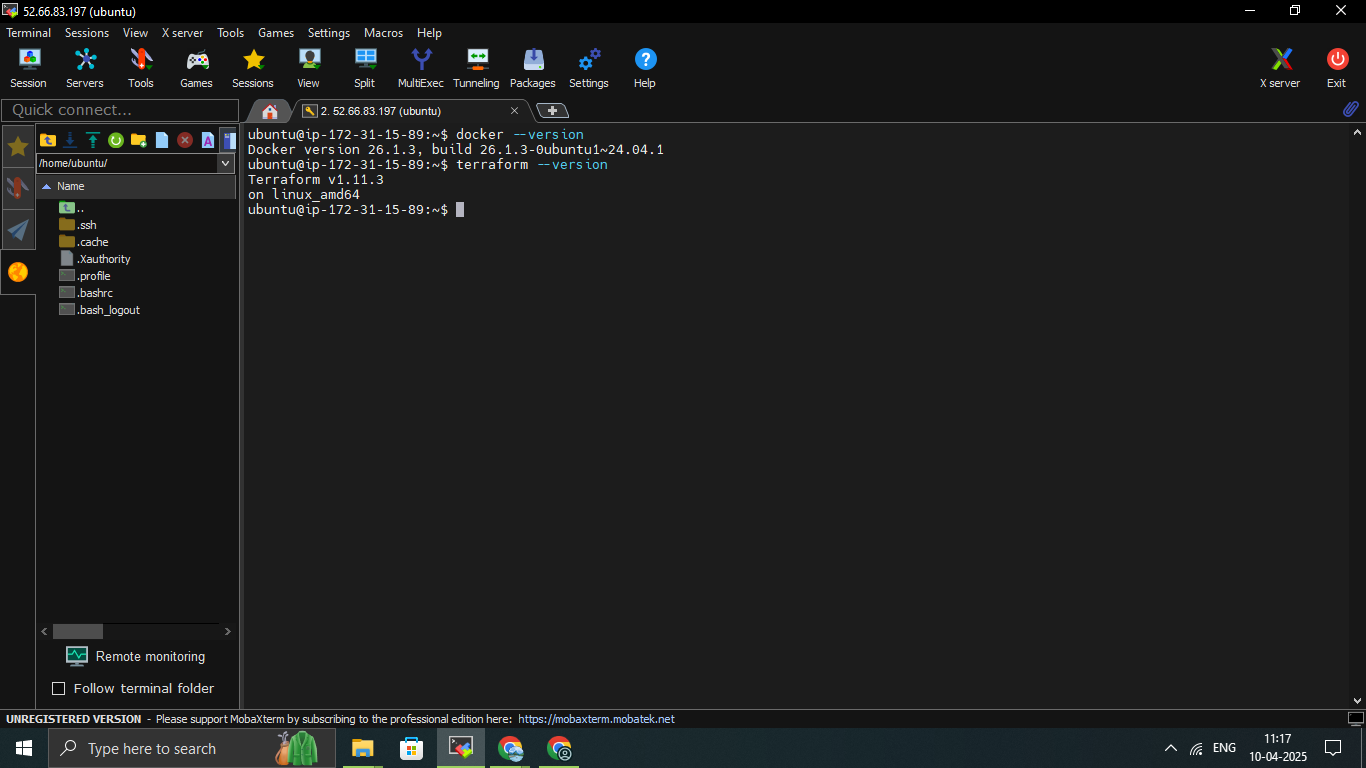 52.66.83.197 (ubuntu)
Terminal Sessions View X server Tools Games Settings Macros Help
Session Servers Tools Games Sessions View Split MultiExec Tunneling Packages Settings Help X server Exit
Quick connect...
2. 52.66.83.197 (ubuntu)
/home/ubuntu/
Name
..
.ssh
.cache
.Xauthority
.profile
.bashrc
.bash_logout
Remote monitoring
Follow terminal folder
ubuntu@ip-172-31-15-89:~$ docker --version
Docker version 26.1.3, build 26.1.3-0ubuntu1~24.04.1
ubuntu@ip-172-31-15-89:~$ terraform --version
Terraform v1.11.3
on linux_amd64
ubuntu@ip-172-31-15-89:~$
UNREGISTERED VERSION - Please support MobaXterm by subscribing to the professional edition here: https://mobaxterm.mobatek.net
Type here to search
ENG
11:17
10-04-2025